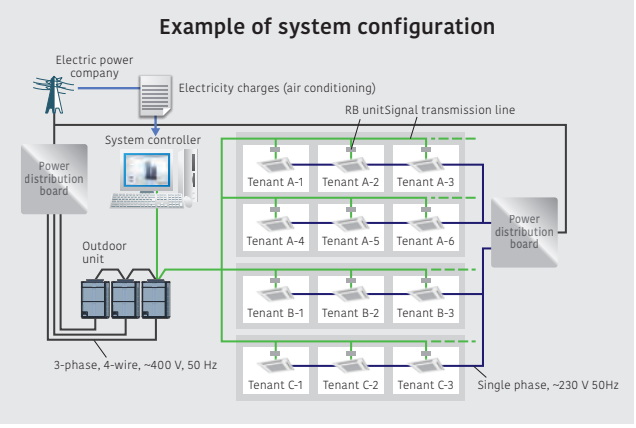 Example of system configuration
Electric power
company
Electricity charges (air conditioning)
RB unit
Signal transmission line
System controller
Power
distribution
board
Tenant A-1
Tenant A-2
Tenant A-3
Tenant A-4
Tenant A-5
Tenant A-6
Power
distribution
board
Outdoor
unit
Tenant B-1
Tenant B-2
Tenant B-3
3-phase, 4-wire, ~400 V, 50 Hz
Tenant C-1
Tenant C-2
Tenant C-3
Single phase, ~230 V 50Hz